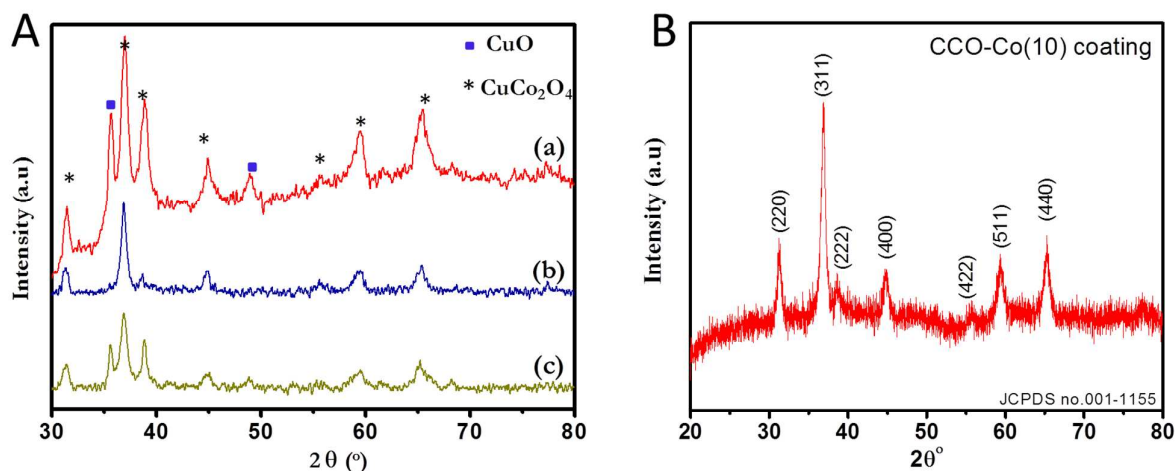 A
■ CuO
* CuCo₂O₄
(a)
(b)
(c)
Intensity (a.u)
30 40 50 60 70 80
2 θ (°)
B
CCO-Co(10) coating
(311)
(220)
(222)
(400)
(422)
(511)
(440)
Intensity (a.u)
JCPDS no.001-1155
20 30 40 50 60 70 80
2θ°